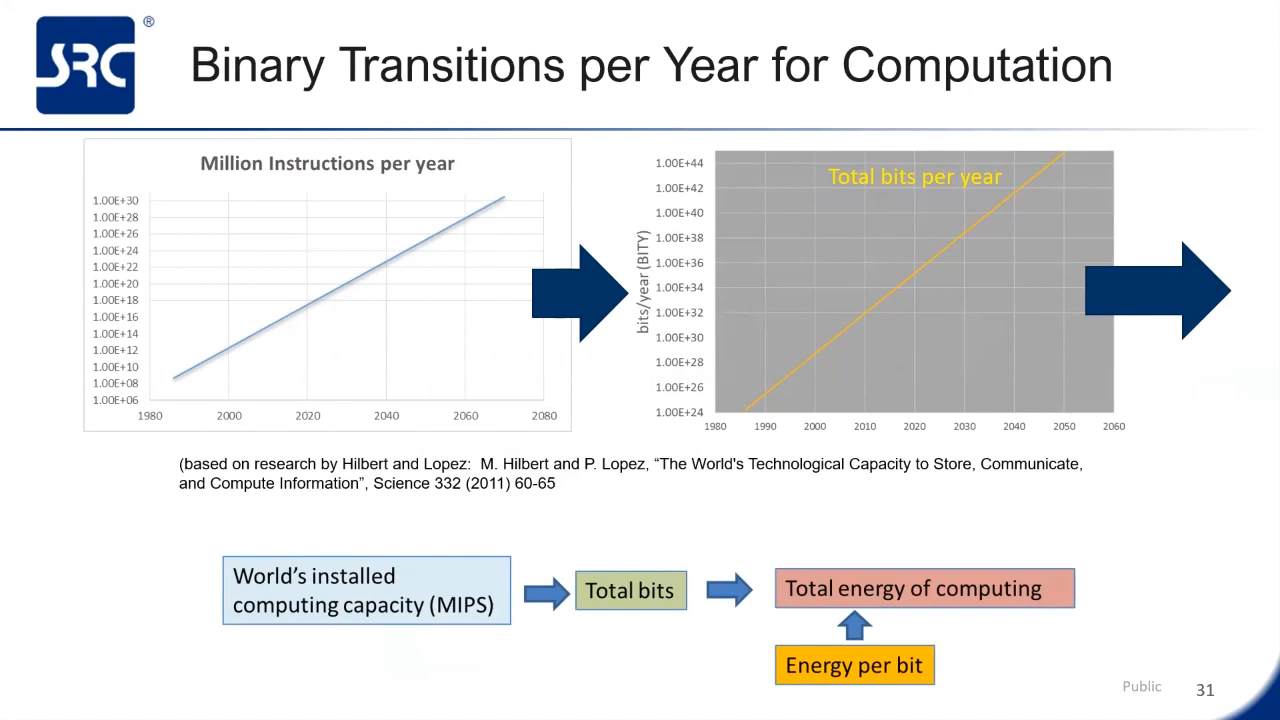 SRC
®
Binary Transitions per Year for Computation
Million Instructions per year
1.00E+30
1.00E+28
1.00E+26
1.00E+24
1.00E+22
1.00E+20
1.00E+18
1.00E+16
1.00E+14
1.00E+12
1.00E+10
1.00E+08
1.00E+06
1980 2000 2020 2040 2060 2080
Total bits per year
bits/year (BITY)
1.00E+44
1.00E+42
1.00E+40
1.00E+38
1.00E+36
1.00E+34
1.00E+32
1.00E+30
1.00E+28
1.00E+26
1.00E+24
1980 1990 2000 2010 2020 2030 2040 2050 2060
(based on research by Hilbert and Lopez:  M. Hilbert and P. Lopez, “The World's Technological Capacity to Store, Communicate,
and Compute Information”, Science 332 (2011) 60-65
World’s installed
computing capacity (MIPS)
Total bits
Total energy of computing
Energy per bit
Public
31